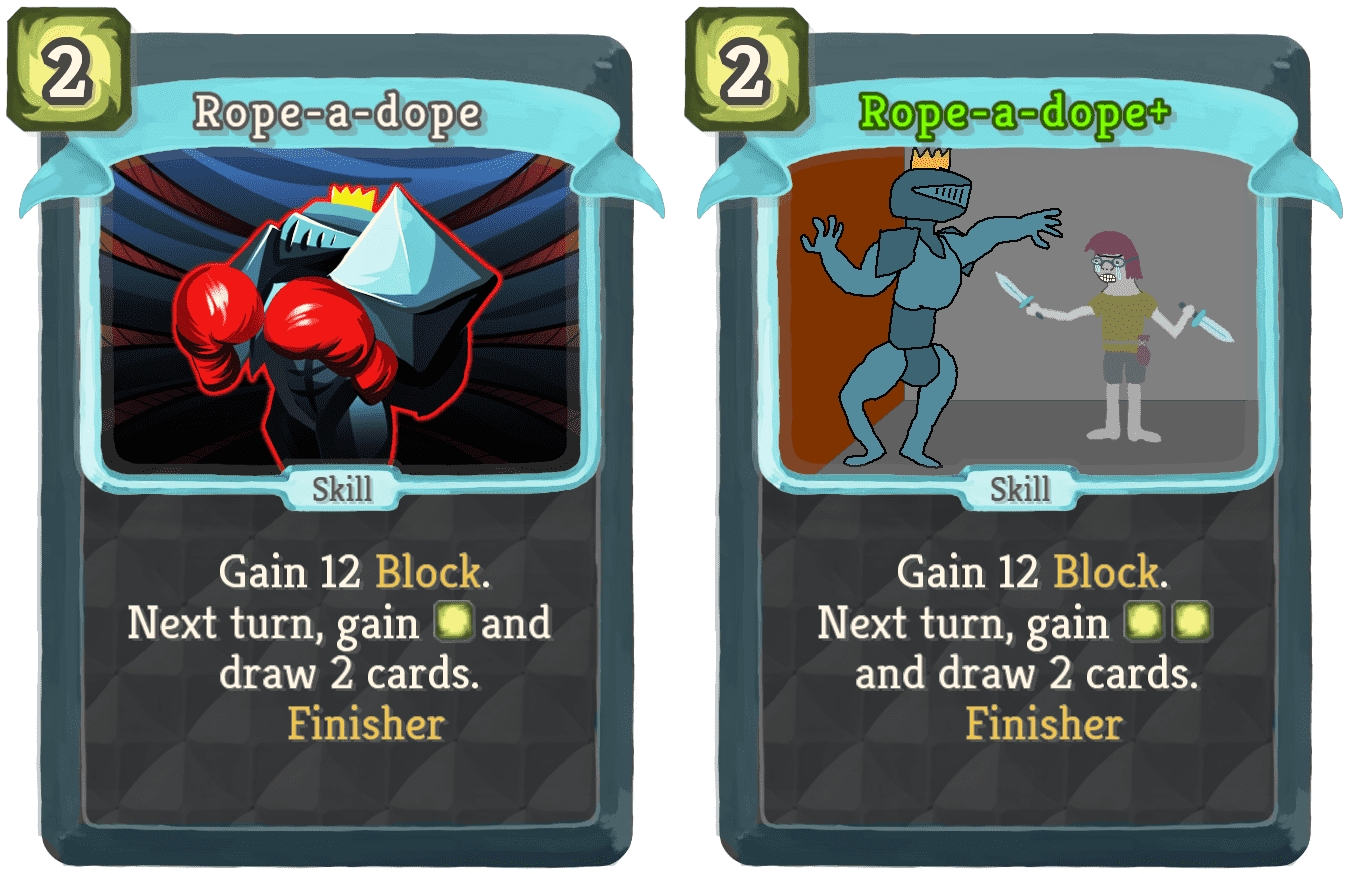 2
Rope-a-dope
Skill
Gain 12 Block.
Next turn, gain and
draw 2 cards.
Finisher
2
Rope-a-dope+
Skill
Gain 12 Block.
Next turn, gain
and draw 2 cards.
Finisher